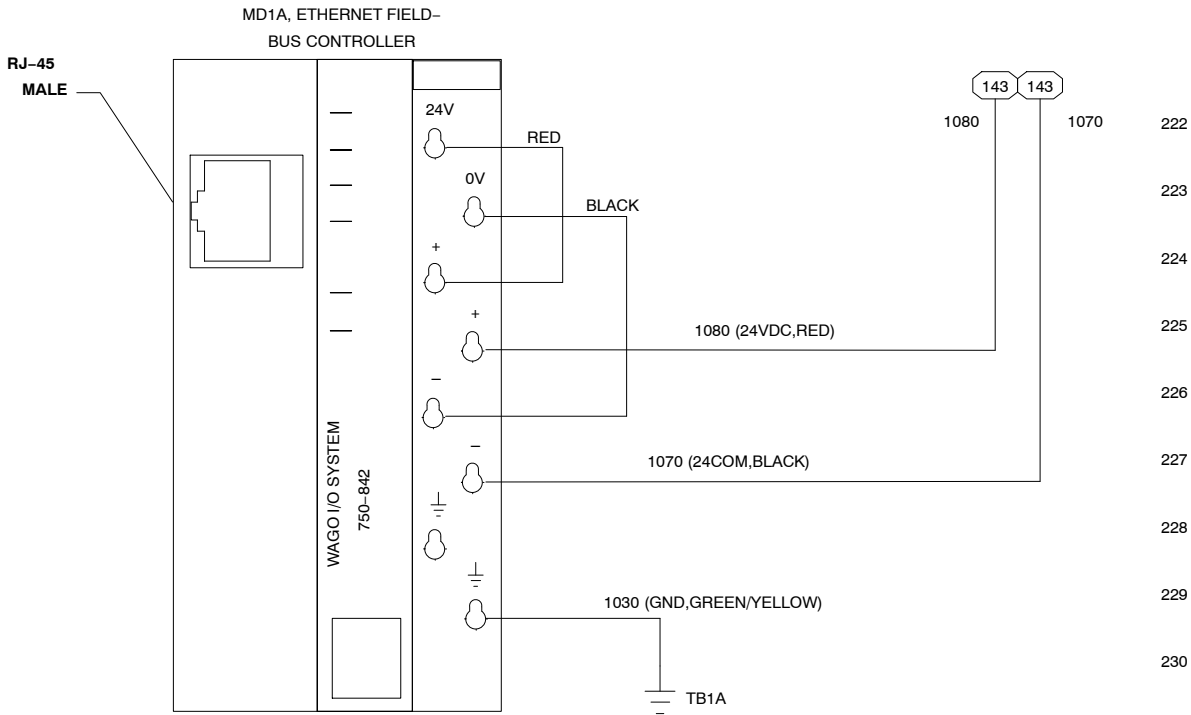 MD1A, ETHERNET FIELD–
BUS CONTROLLER
RJ–45
MALE
143 143
1080 1070 222
24V
RED
0V 223
BLACK
+ 224
+
1080 (24VDC,RED) 225
– 226
–
1070 (24COM,BLACK) 227
WAGO I/O SYSTEM
750–842
228
229
1030 (GND,GREEN/YELLOW)
230
TB1A